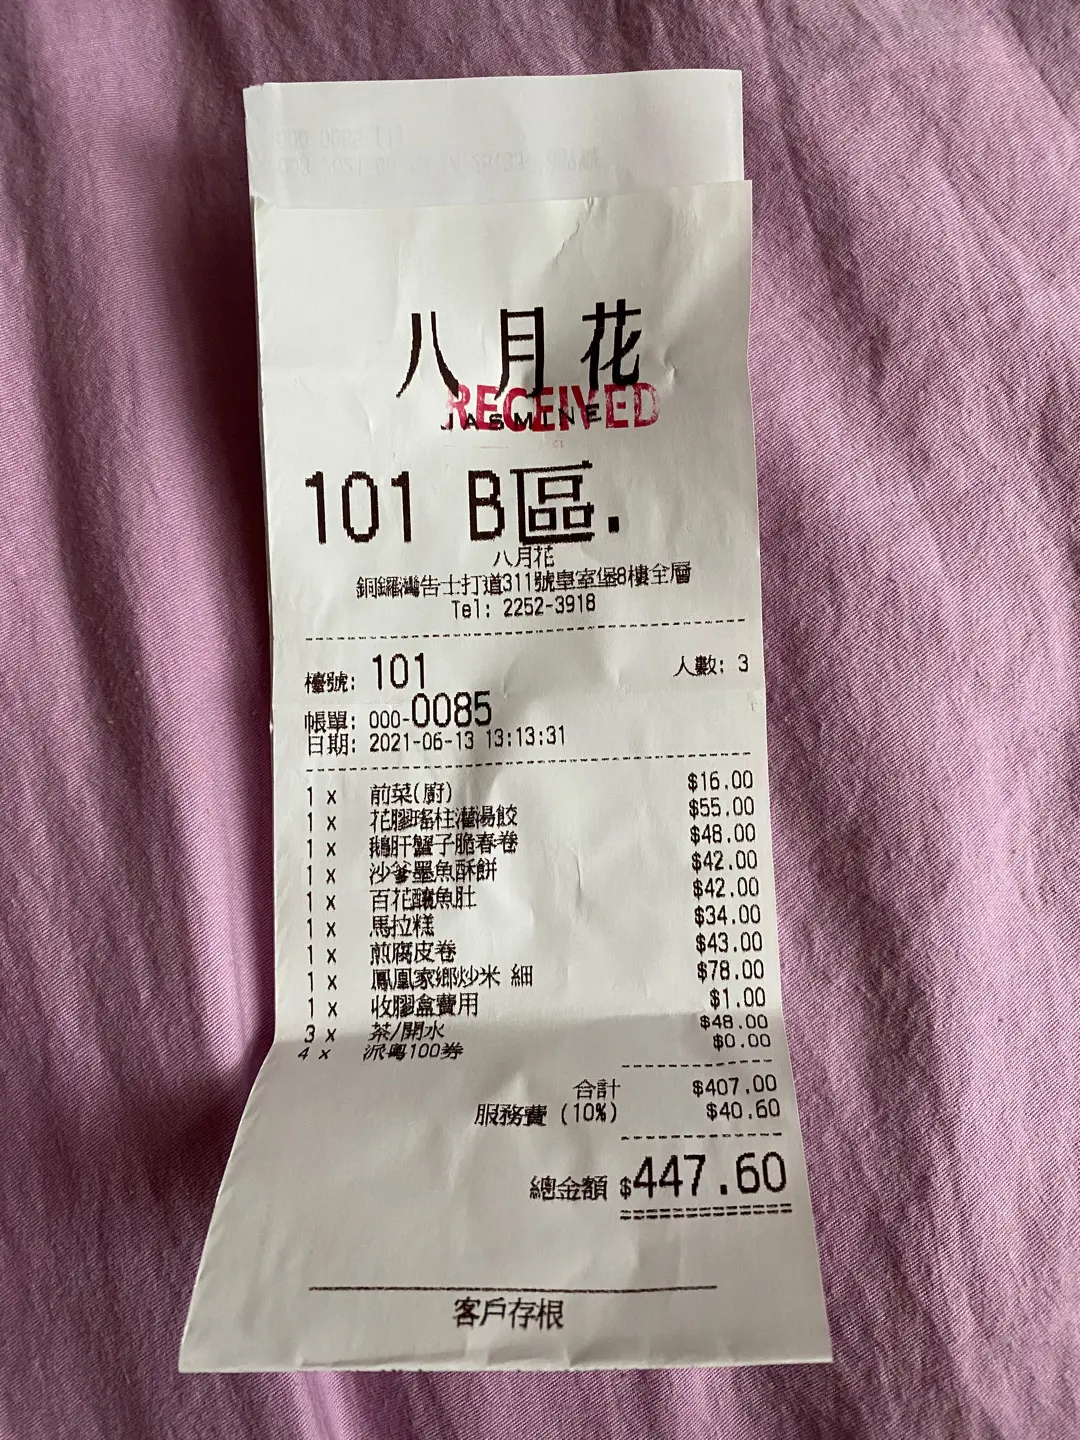 八月花
JASMINE
RECEIVED
101 B區.
八月花
銅鑼灣告士打道311號皇室堡8樓全層
Tel: 2252-3918
檯號: 101 人數: 3
帳單: 000-0085
日期: 2021-06-13 13:13:31
1 x 前菜(廚) $16.00
1 x 花膠瑤柱灌湯餃 $55.00
1 x 鵝肝蟹子脆春卷 $48.00
1 x 沙爹墨魚酥餅 $42.00
1 x 百花釀魚肚 $42.00
1 x 馬拉糕 $34.00
1 x 煎腐皮卷 $43.00
1 x 鳳凰家鄉炒米 細 $78.00
1 x 收膠盒費用 $1.00
3 x 茶/開水 $48.00
4 x 派粵100券 $0.00
合計 $407.00
服務費 (10%) $40.60
總金額 $447.60
客戶存根